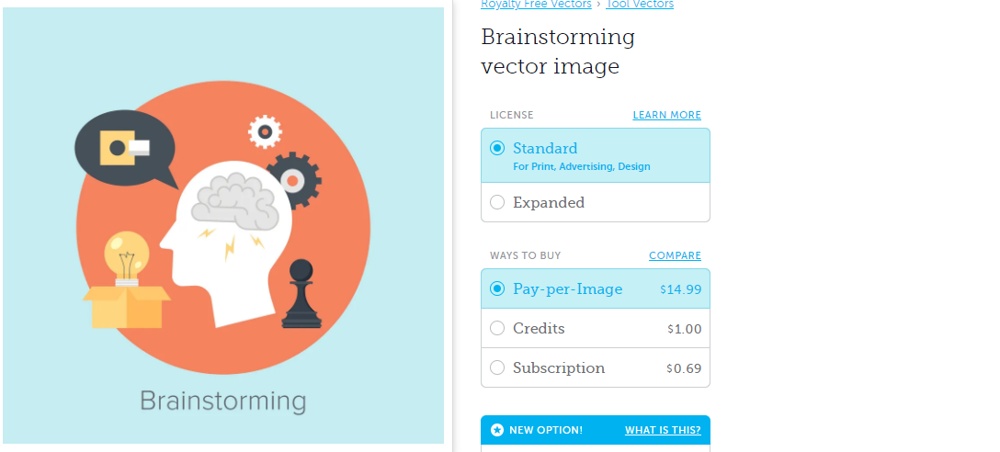 Royalty Free Vectors › Tool Vectors
Brainstorming
vector image
LICENSE LEARN MORE
Standard
For Print, Advertising, Design
Expanded
WAYS TO BUY COMPARE
Pay-per-Image $14.99
Credits $1.00
Subscription $0.69
NEW OPTION! WHAT IS THIS?
Brainstorming